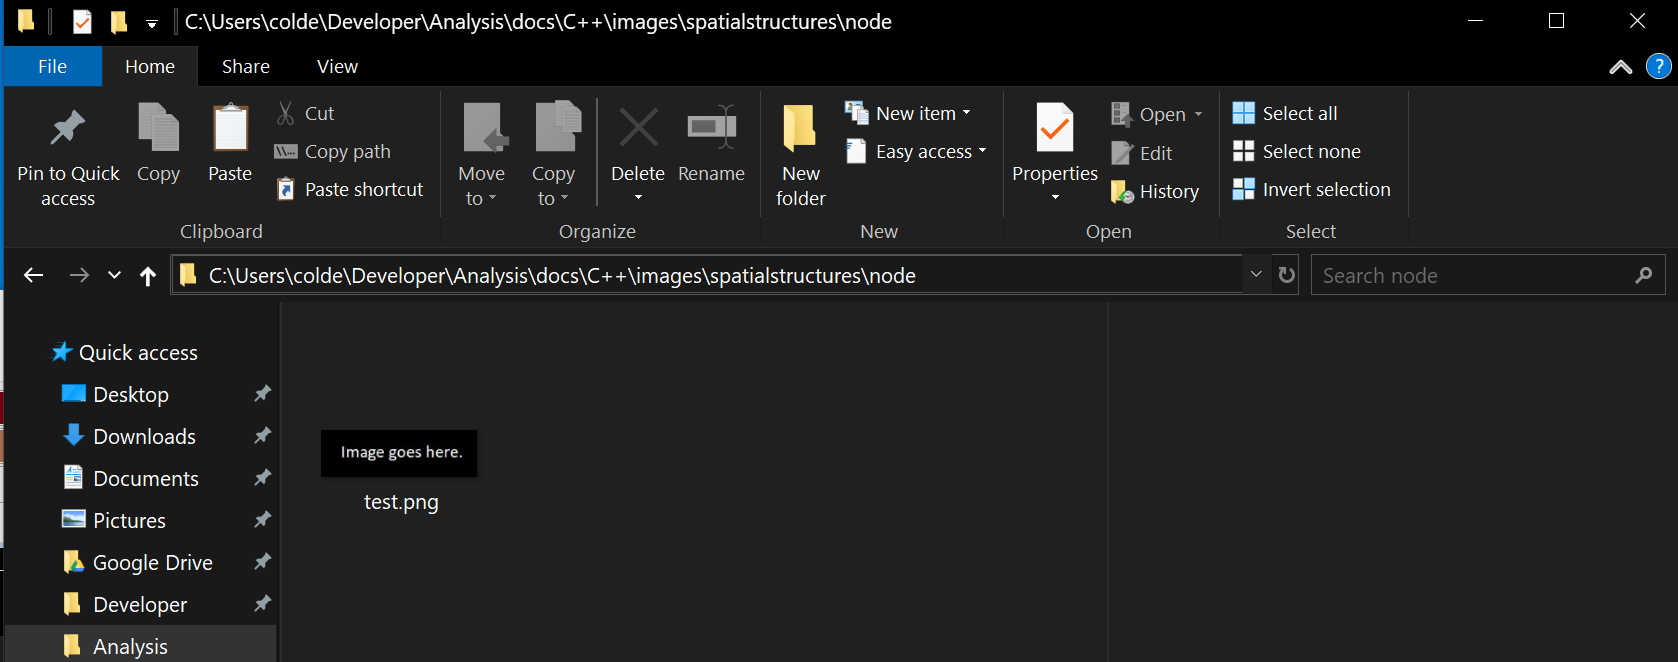 C:\Users\colde\Developer\Analysis\docs\C++\images\spatialstructures\node
File Home Share View
?
Pin to Quick access
Copy
Paste
Cut
Copy path
Paste shortcut
Clipboard
Move to
Copy to
Delete
Rename
Organize
New folder
New item
Easy access
New
Properties
Open
Edit
History
Open
Select all
Select none
Invert selection
Select
C:\Users\colde\Developer\Analysis\docs\C++\images\spatialstructures\node
Search node
Quick access
Desktop
Downloads
Documents
Pictures
Google Drive
Developer
Analysis
Image goes here.
test.png